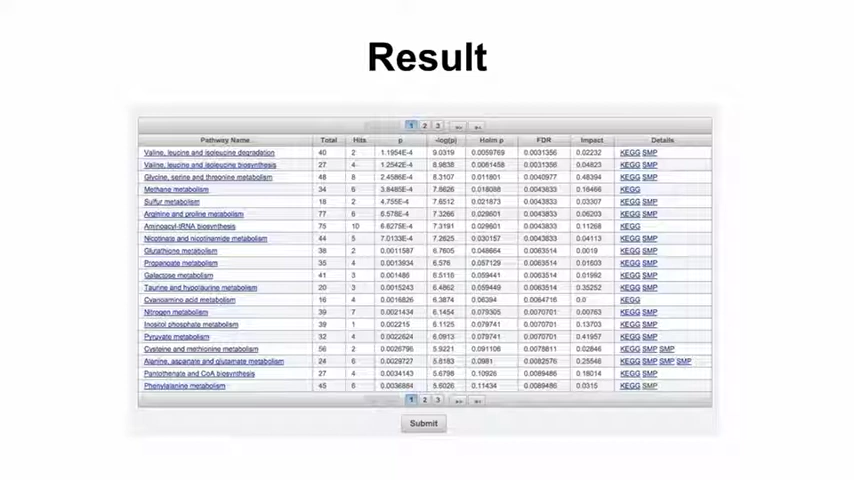 Result
1 2 3
Pathway Name Total Hits p -log(p) Holm p FDR Impact Details
Valine, leucine and isoleucine degradation 40 2 1.1954E-4 9.0319 0.0059769 0.0031356 0.02232 KEGG SMP
Valine, leucine and isoleucine biosynthesis 27 4 1.2542E-4 8.9838 0.0061458 0.0031356 0.04823 KEGG SMP
Glycine, serine and threonine metabolism 48 8 2.4586E-4 8.3107 0.011801 0.0040977 0.48394 KEGG SMP
Methane metabolism 34 6 3.8485E-4 7.8626 0.018088 0.0043833 0.16466 KEGG
Sulfur metabolism 18 2 4.755E-4 7.6512 0.021873 0.0043833 0.03307 KEGG SMP
Arginine and proline metabolism 77 6 6.578E-4 7.3266 0.029601 0.0043833 0.06203 KEGG SMP
Aminoacyl-tRNA biosynthesis 75 10 6.6275E-4 7.3191 0.029601 0.0043833 0.11268 KEGG
Nicotinate and nicotinamide metabolism 44 5 7.0133E-4 7.2625 0.030157 0.0043833 0.04113 KEGG SMP
Glutathione metabolism 38 2 0.0011587 6.7605 0.048664 0.0063514 0.00295 KEGG SMP
Propanoate metabolism 35 4 0.0013934 6.576 0.057129 0.0063514 0.01603 KEGG SMP
Galactose metabolism 41 3 0.001486 6.5116 0.059441 0.0063514 0.01992 KEGG SMP
Taurine and hypotaurine metabolism 20 3 0.0015243 6.4862 0.059449 0.0063514 0.35252 KEGG SMP
Cyanoamino acid metabolism 16 4 0.0016826 6.3874 0.06394 0.0064716 0.0 KEGG
Nitrogen metabolism 39 7 0.0021434 6.1454 0.079305 0.0070701 0.00763 KEGG SMP
Inositol phosphate metabolism 39 1 0.002215 6.1125 0.079741 0.0070701 0.13703 KEGG SMP
Pyruvate metabolism 32 4 0.0022624 6.0913 0.079741 0.0070701 0.41957 KEGG SMP
Cysteine and methionine metabolism 56 2 0.0026796 5.9221 0.091106 0.0078811 0.02846 KEGG SMP SMP
Alanine, aspartate and glutamate metabolism 24 6 0.0029727 5.8183 0.0981 0.0082576 0.25546 KEGG SMP SMP SMP
Pantothenate and CoA biosynthesis 27 4 0.0034143 5.6798 0.10926 0.0089486 0.18014 KEGG SMP
Phenylalanine metabolism 45 6 0.0036884 5.6026 0.11434 0.0089486 0.0315 KEGG SMP
1 2 3
Submit